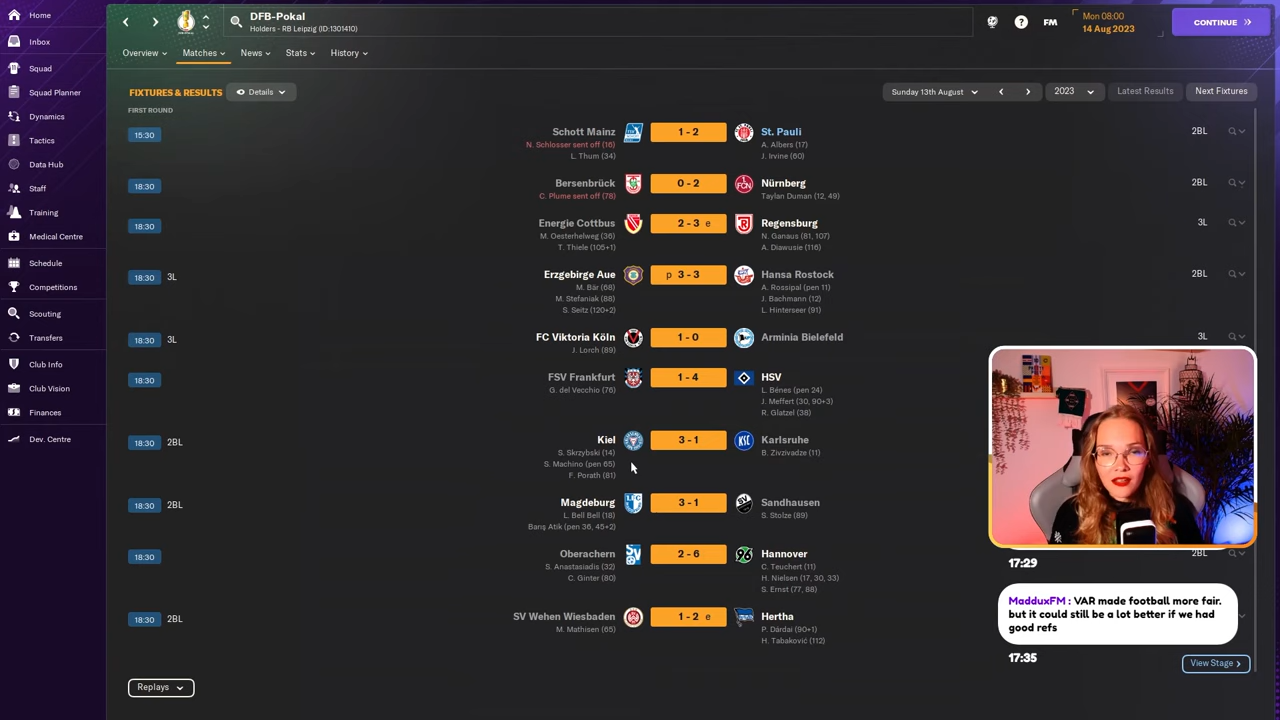 Home
Inbox
Squad
Squad Planner
Dynamics
Tactics
Data Hub
Staff
Training
Medical Centre
Schedule
Competitions
Scouting
Transfers
Club Info
Club Vision
Finances
Dev. Centre
DFB-Pokal
Holders - RB Leipzig (ID:1301410)
FM
Mon 08:00
14 Aug 2023
CONTINUE
Overview Matches News Stats History
FIXTURES & RESULTS Details Sunday 13th August 2023 Latest Results Next Fixtures
FIRST ROUND
15:30 Schott Mainz 1 - 2 St. Pauli 2BL
N. Schlosser sent off (16) A. Albers (17)
L. Thum (34) J. Irvine (60)
18:30 Bersenbrück 0 - 2 Nürnberg 2BL
C. Plume sent off (78) Taylan Duman (12, 49)
18:30 Energie Cottbus 2 - 3 e Regensburg 3L
M. Oesterhelweg (36) N. Ganaus (81, 107)
T. Thiele (105+1) A. Diawusie (116)
18:30 3L Erzgebirge Aue p 3 - 3 Hansa Rostock 2BL
M. Bär (68) A. Rossipal (pen 11)
M. Stefaniak (88) J. Bachmann (12)
S. Seitz (120+2) L. Hinterseer (91)
18:30 3L FC Viktoria Köln 1 - 0 Arminia Bielefeld 3L
J. Lorch (89)
18:30 FSV Frankfurt 1 - 4 HSV
G. del Vecchio (76) L. Bénes (pen 24)
J. Meffert (30, 90+3)
R. Glatzel (38)
18:30 2BL Kiel 3 - 1 Karlsruhe
S. Skrzybski (14) B. Zivzivadze (11)
S. Machino (pen 65)
F. Porath (81)
18:30 2BL Magdeburg 3 - 1 Sandhausen
L. Bell Bell (18) S. Stolze (89)
Barış Atik (pen 36, 45+2)
18:30 Oberachern 2 - 6 Hannover 2BL
S. Anastasiadis (32) C. Teuchert (11)
C. Ginter (80) H. Nielsen (17, 30, 33)
S. Ernst (77, 88)
18:30 2BL SV Wehen Wiesbaden 1 - 2 e Hertha
M. Mathisen (65) P. Dárdai (90+1)
H. Tabaković (112)
17:29
MadduxFM : VAR made football more fair.
but it could still be a lot better if we had
good refs
17:35
View Stage
Replays